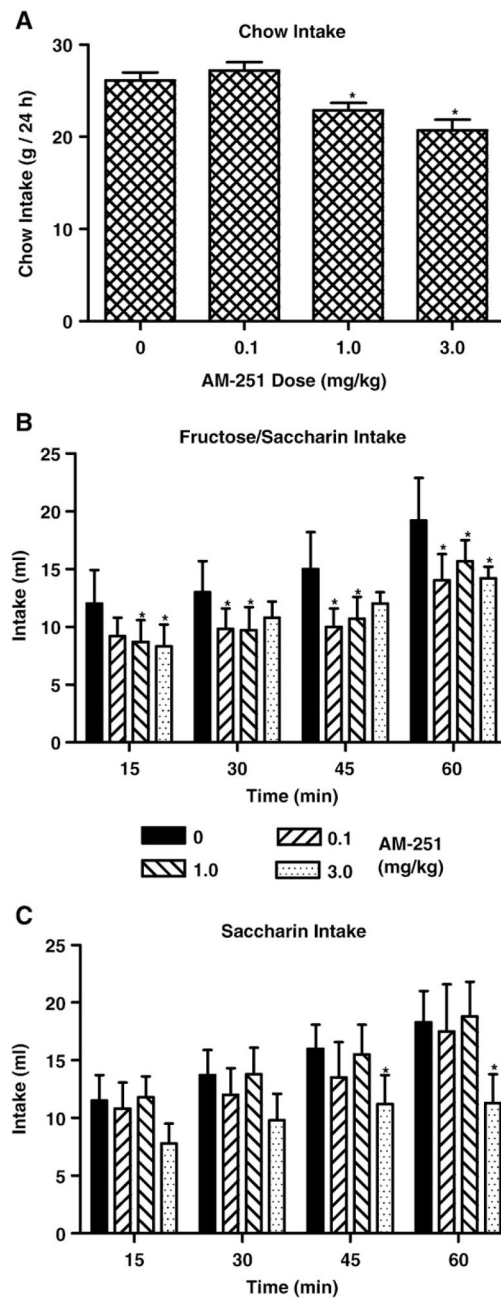 A
Chow Intake
Chow Intake (g / 24 h)
30
20
10
0
* *
0 0.1 1.0 3.0
AM-251 Dose (mg/kg)
B
Fructose/Saccharin Intake
Intake (ml)
25
20
15
10
5
0
* * * * * * * * *
15 30 45 60
Time (min)
0 0.1 AM-251
1.0 3.0 (mg/kg)
C
Saccharin Intake
Intake (ml)
25
20
15
10
5
0
* *
15 30 45 60
Time (min)